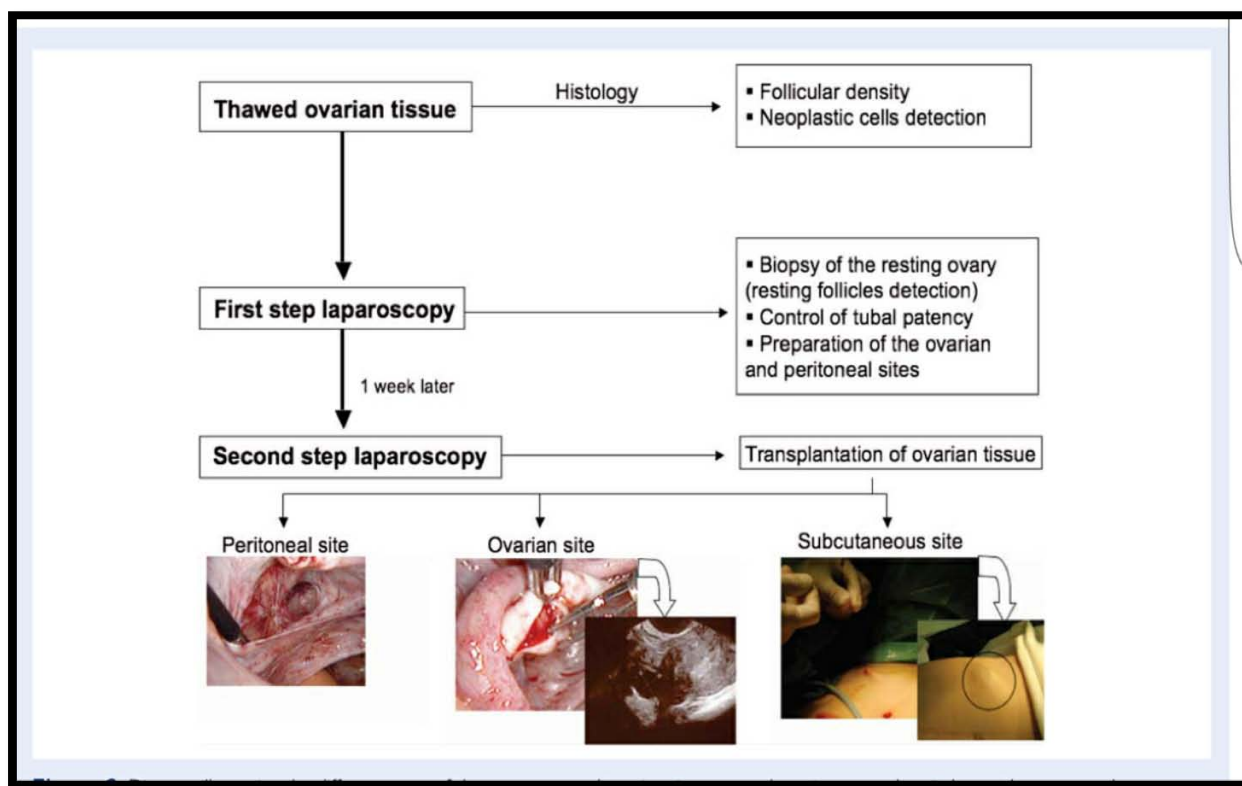 Thawed ovarian tissue
Histology
▪ Follicular density
▪ Neoplastic cells detection
First step laparoscopy
▪ Biopsy of the resting ovary
(resting follicles detection)
▪ Control of tubal patency
▪ Preparation of the ovarian
and peritoneal sites
1 week later
Second step laparoscopy
Transplantation of ovarian tissue
Peritoneal site
Ovarian site
Subcutaneous site